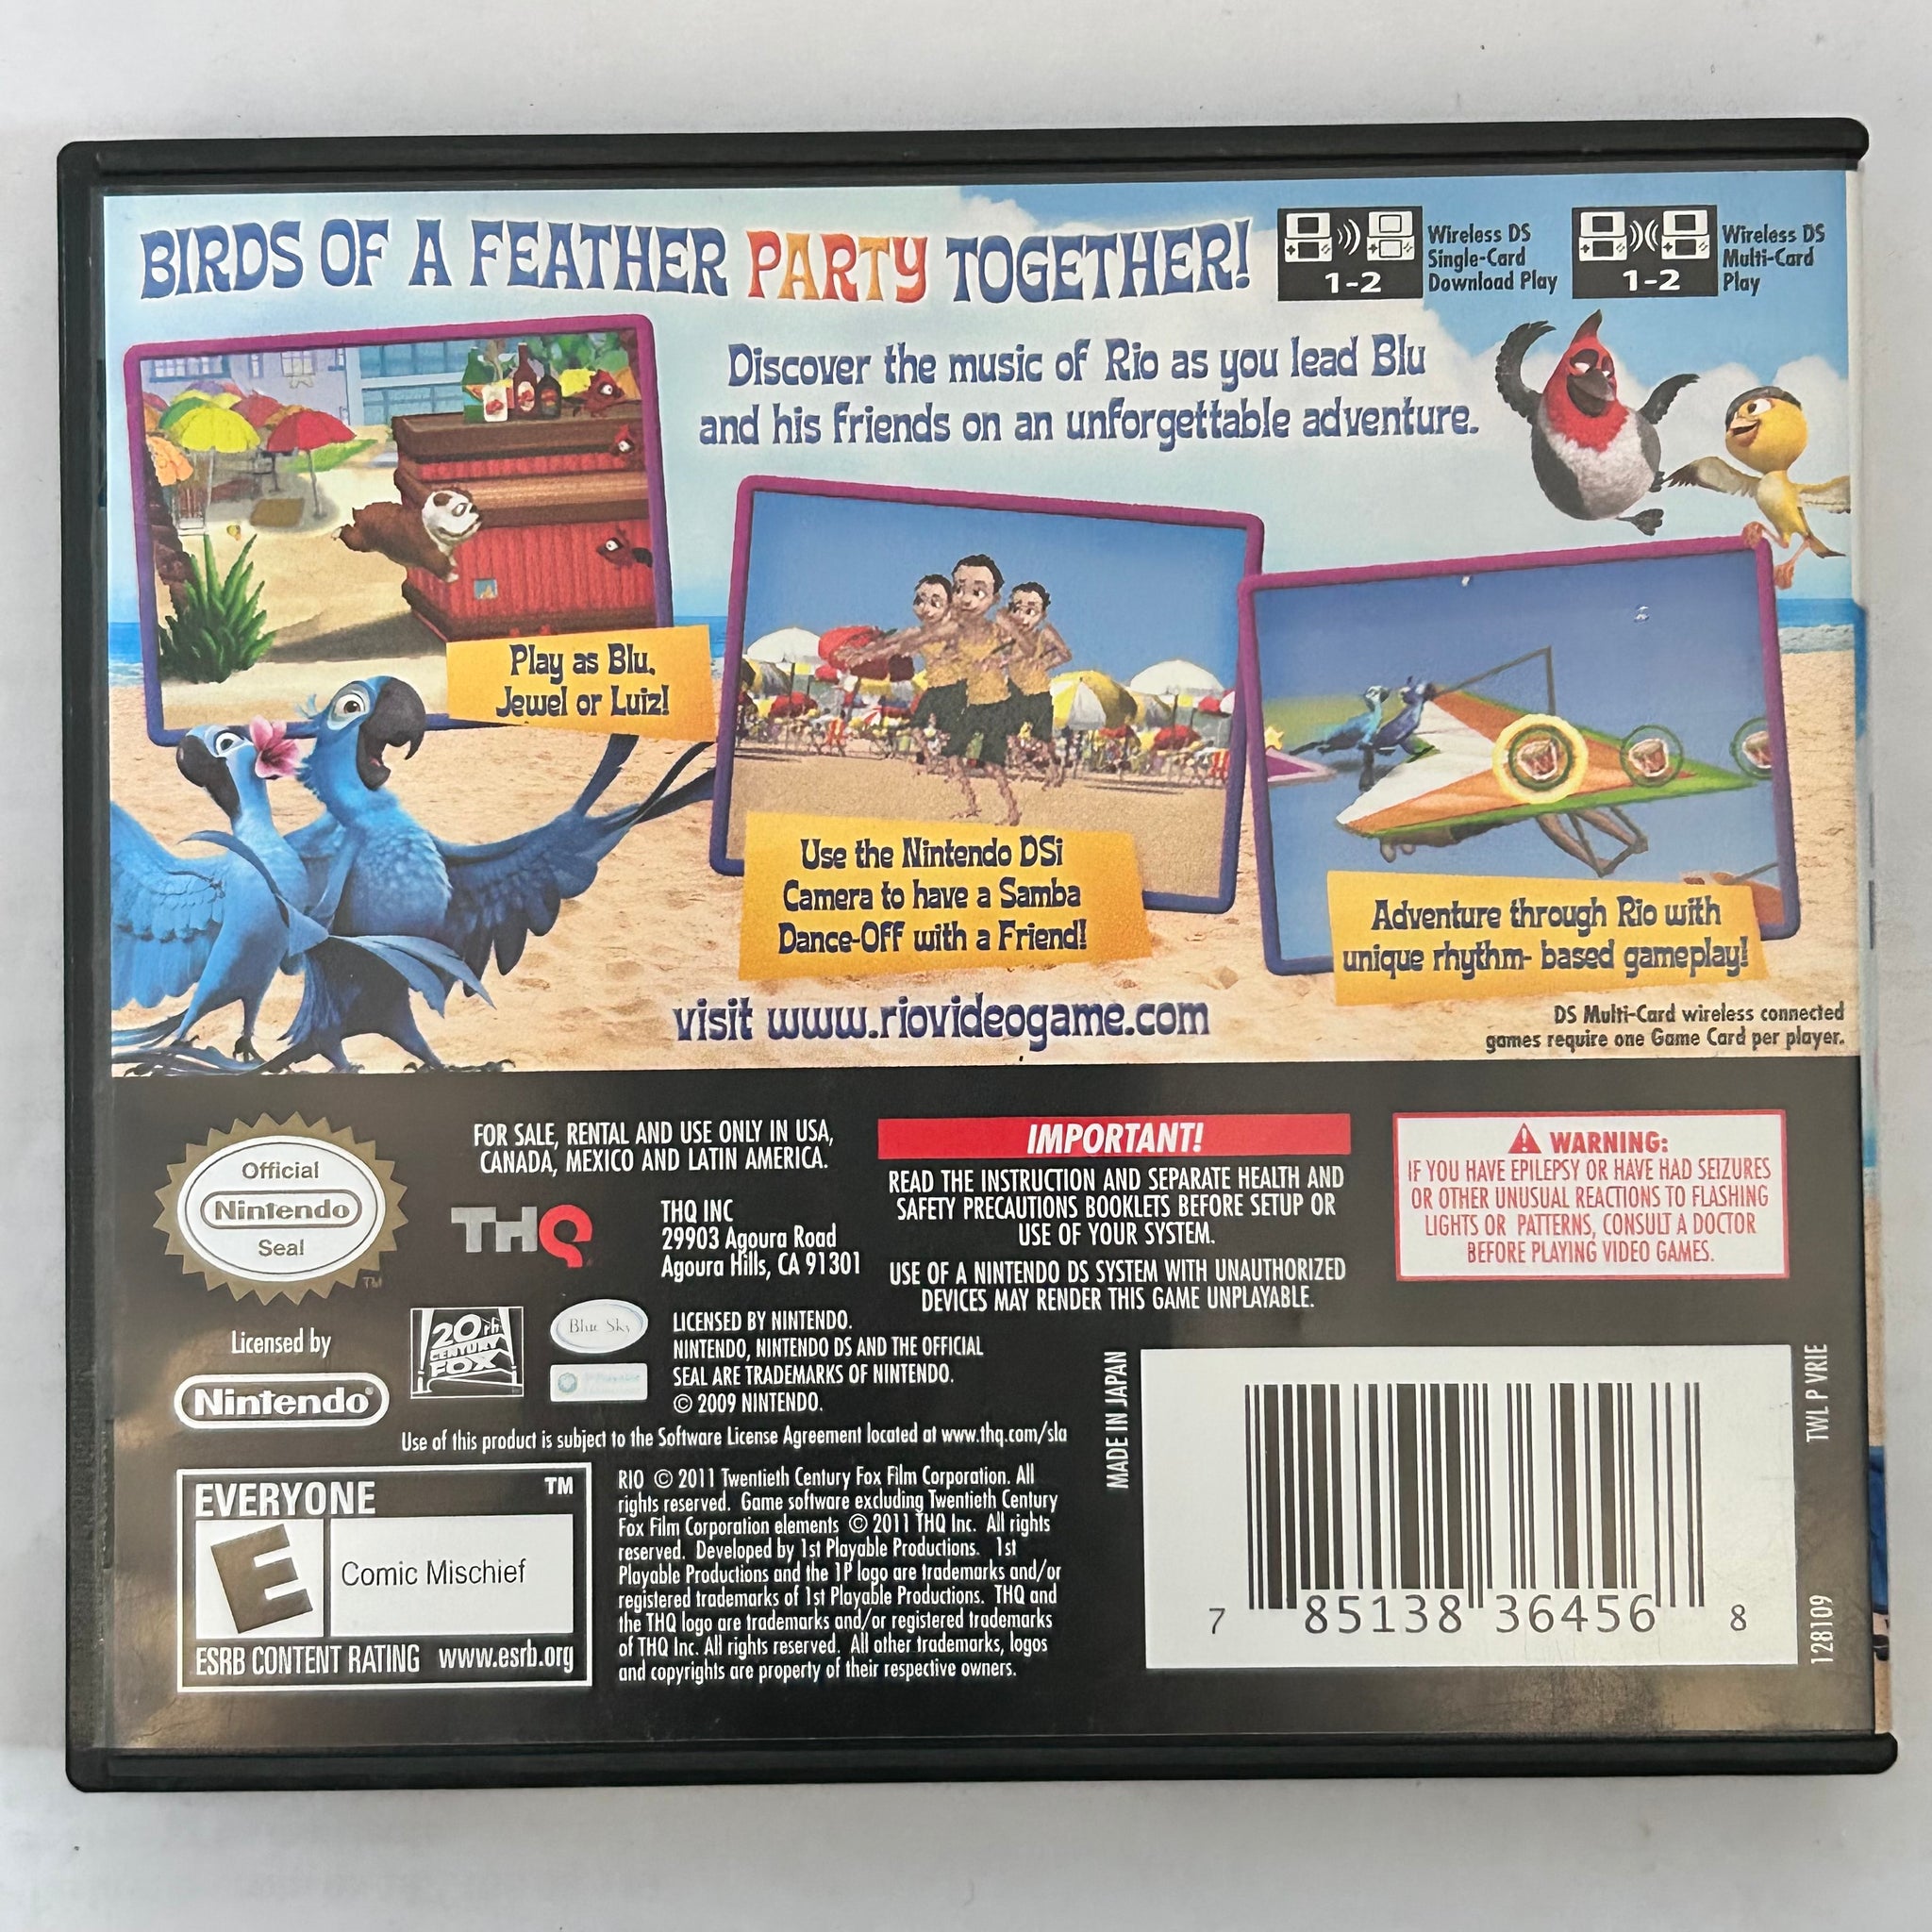 BIRDS OF A FEATHER PARTY TOGETHER!
1-2
Wireless DS
Single-Card
Download Play
1-2
Wireless DS
Multi-Card
Play
Discover the music of Rio as you lead Blu
and his friends on an unforgettable adventure.
Play as Blu,
Jewel or Luiz!
Use the Nintendo DSi
Camera to have a Samba
Dance-Off with a Friend!
Adventure through Rio with
unique rhythm- based gameplay!
visit www.riovideogame.com
DS Multi-Card wireless connected
games require one Game Card per player.
Official
Nintendo
Seal
TM
Licensed by
Nintendo®
FOR SALE, RENTAL AND USE ONLY IN USA,
CANADA, MEXICO AND LATIN AMERICA.
THQ
THQ INC
29903 Agoura Road
Agoura Hills, CA 91301
20th
CENTURY
FOX
Blue Sky
LICENSED BY NINTENDO.
NINTENDO, NINTENDO DS AND THE OFFICIAL
SEAL ARE TRADEMARKS OF NINTENDO.
© 2009 NINTENDO.
Use of this product is subject to the Software License Agreement located at www.thq.com/sla
IMPORTANT!
READ THE INSTRUCTION AND SEPARATE HEALTH AND
SAFETY PRECAUTIONS BOOKLETS BEFORE SETUP OR
USE OF YOUR SYSTEM.
USE OF A NINTENDO DS SYSTEM WITH UNAUTHORIZED
DEVICES MAY RENDER THIS GAME UNPLAYABLE.
WARNING:
IF YOU HAVE EPILEPSY OR HAVE HAD SEIZURES
OR OTHER UNUSUAL REACTIONS TO FLASHING
LIGHTS OR PATTERNS, CONSULT A DOCTOR
BEFORE PLAYING VIDEO GAMES.
EVERYONE
TM
E
Comic Mischief
ESRB CONTENT RATING www.esrb.org
RIO © 2011 Twentieth Century Fox Film Corporation. All
rights reserved. Game software excluding Twentieth Century
Fox Film Corporation elements © 2011 THQ Inc. All rights
reserved. Developed by 1st Playable Productions. 1st
Playable Productions and the 1P logo are trademarks and/or
registered trademarks of 1st Playable Productions. THQ and
the THQ logo are trademarks and/or registered trademarks
of THQ Inc. All rights reserved. All other trademarks, logos
and copyrights are property of their respective owners.
MADE IN JAPAN
7 85138 36456 8
TWL P VRIE
128109